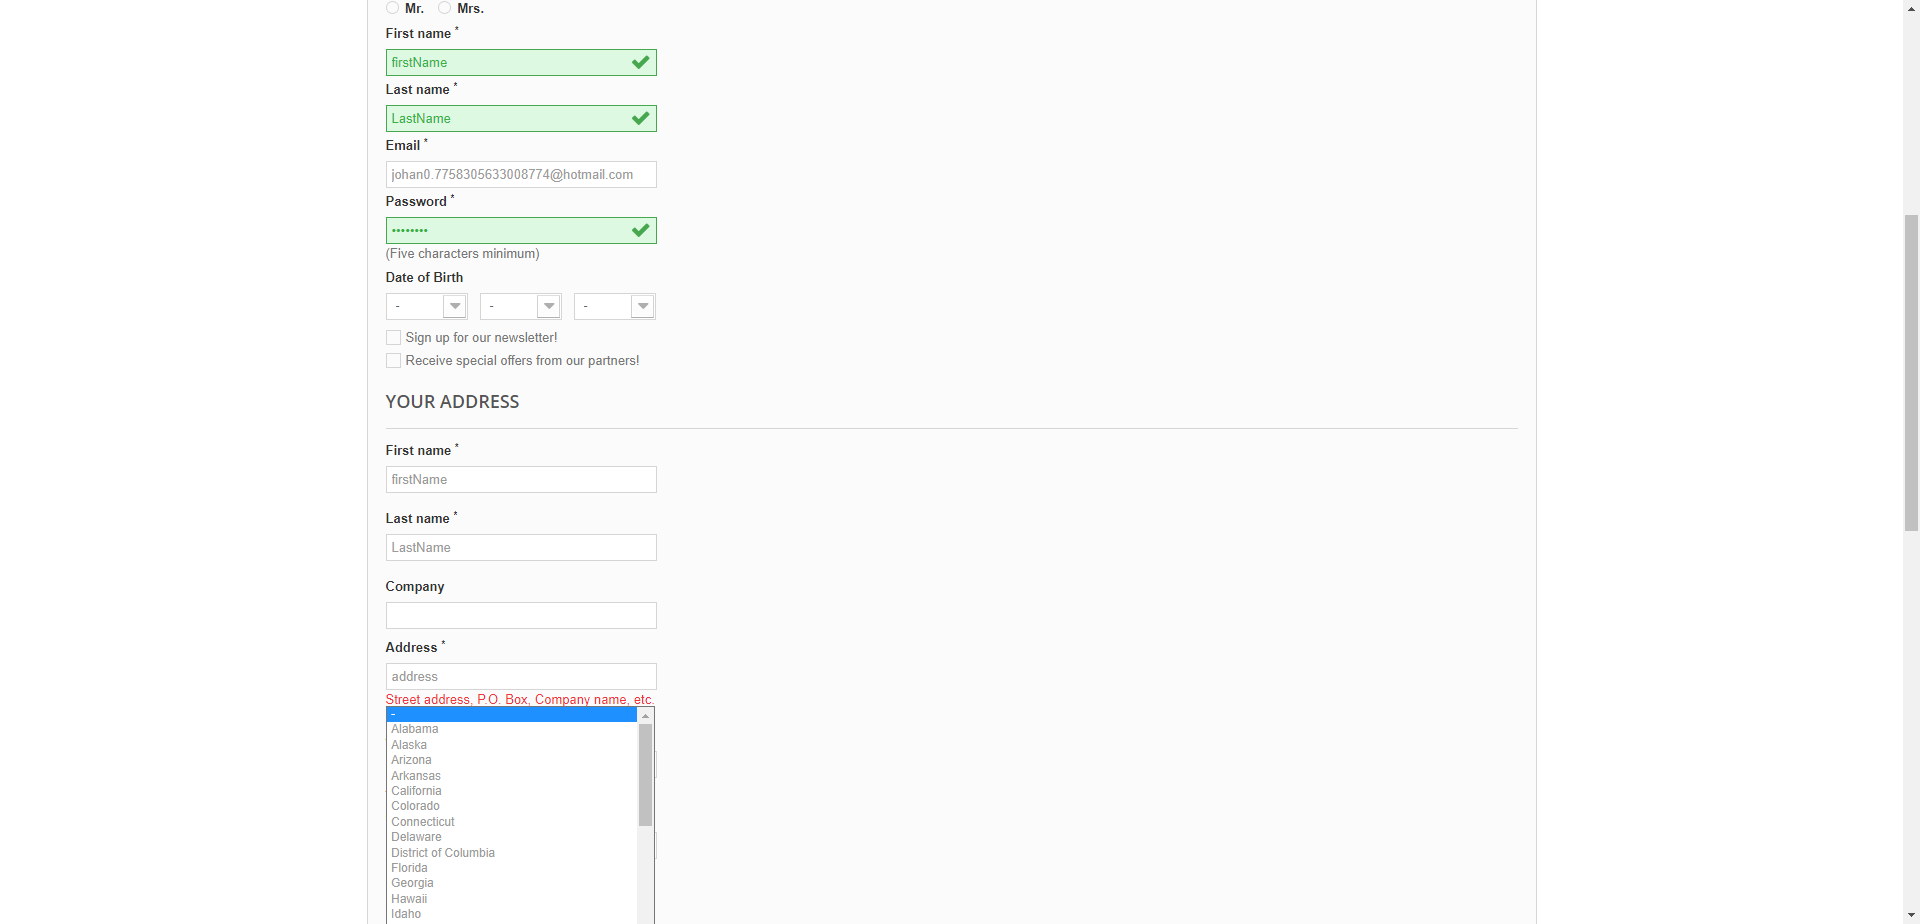 Mr. Mrs.
First name *
firstName
Last name *
LastName
Email *
johan0.7758305633008774@hotmail.com
Password *
••••••••
(Five characters minimum)
Date of Birth
- - -
Sign up for our newsletter!
Receive special offers from our partners!
YOUR ADDRESS
First name *
firstName
Last name *
LastName
Company
Address *
address
Street address, P.O. Box, Company name, etc.
-
Alabama
Alaska
Arizona
Arkansas
California
Colorado
Connecticut
Delaware
District of Columbia
Florida
Georgia
Hawaii
Idaho